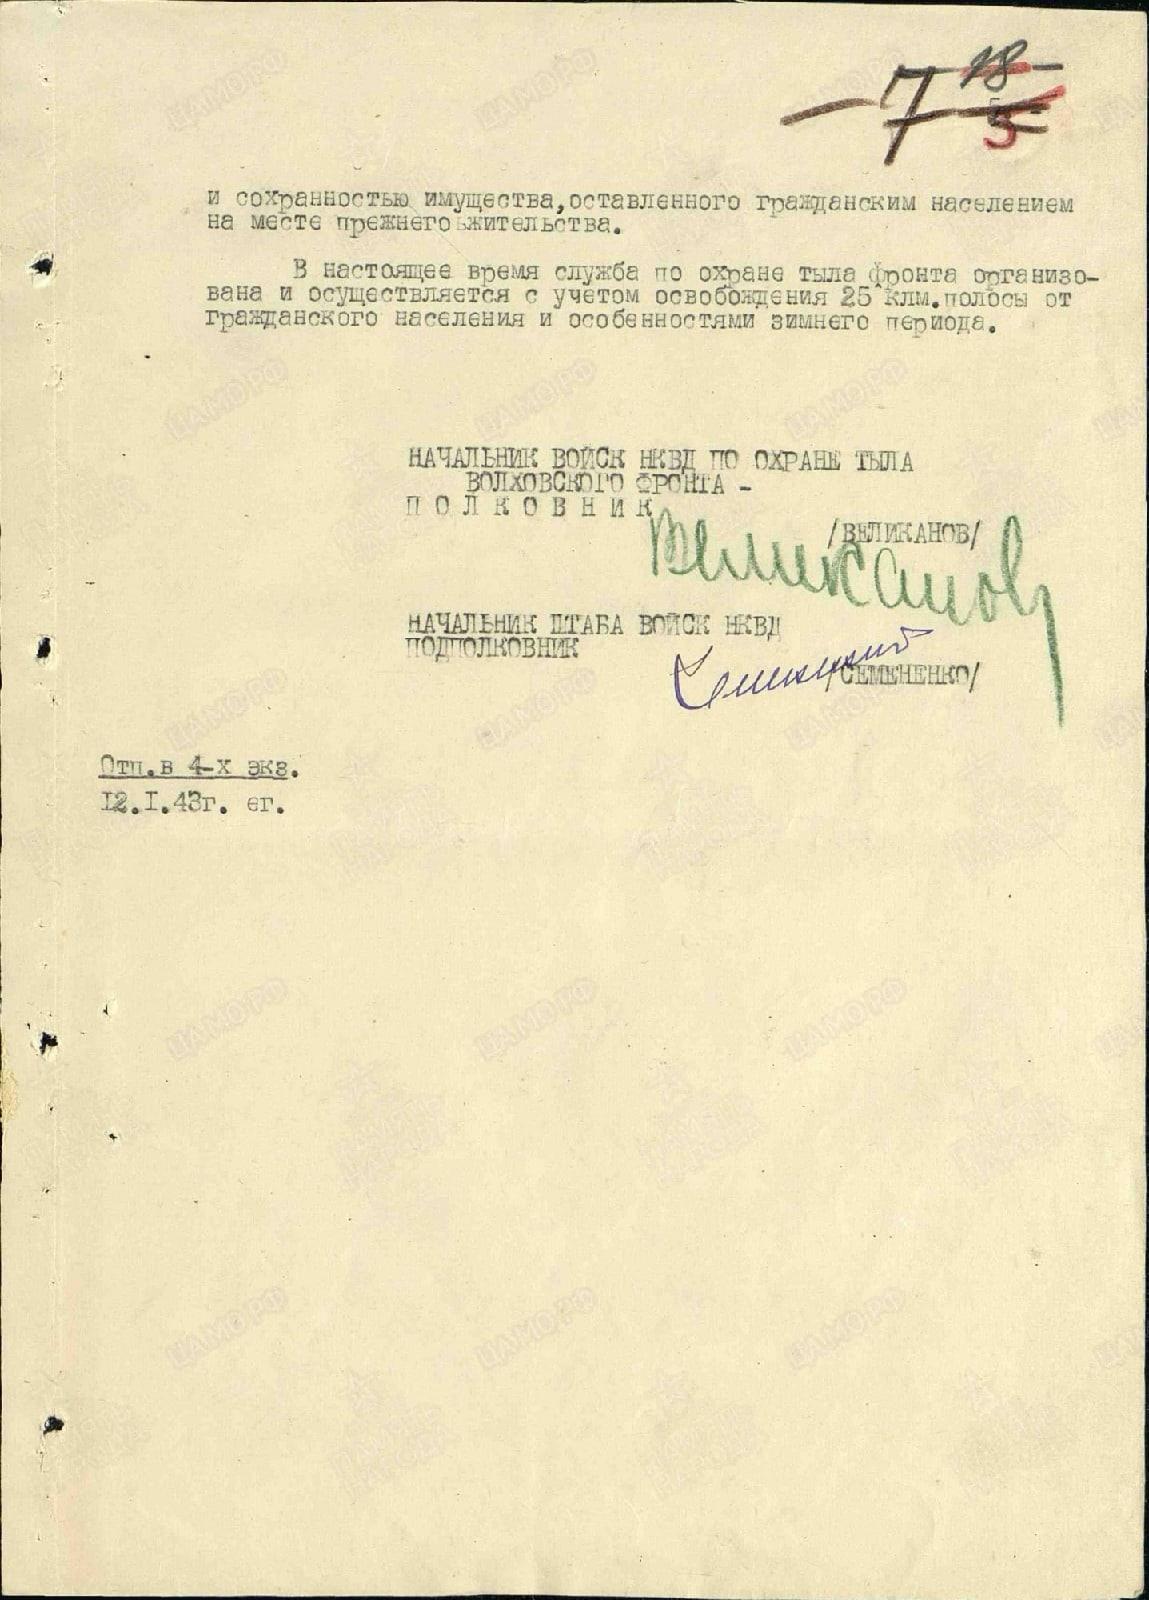 18
- 7 -
5
и сохранностью имущества,оставленного гражданским населением
на месте прежнего жительства.
В настоящее время служба по охране тыла фронта организо-
вана и осуществляется с учетом освобождения 25 клм.полосы от
гражданского населения и особенностями зимнего периода.
НАЧАЛЬНИК ВОЙСК НКВД ПО ОХРАНЕ ТЫЛА
ВОЛХОВСКОГО ФРОНТА -
П О Л К О В Н И К
/ВЕЛИКАНОВ/
Великанов
НАЧАЛЬНИК ШТАБА ВОЙСК НКВД
ПОДПОЛКОВНИК
/СЕМЕНЕНКО/
Отп.в 4-х экз.
12.I.43г. ег.